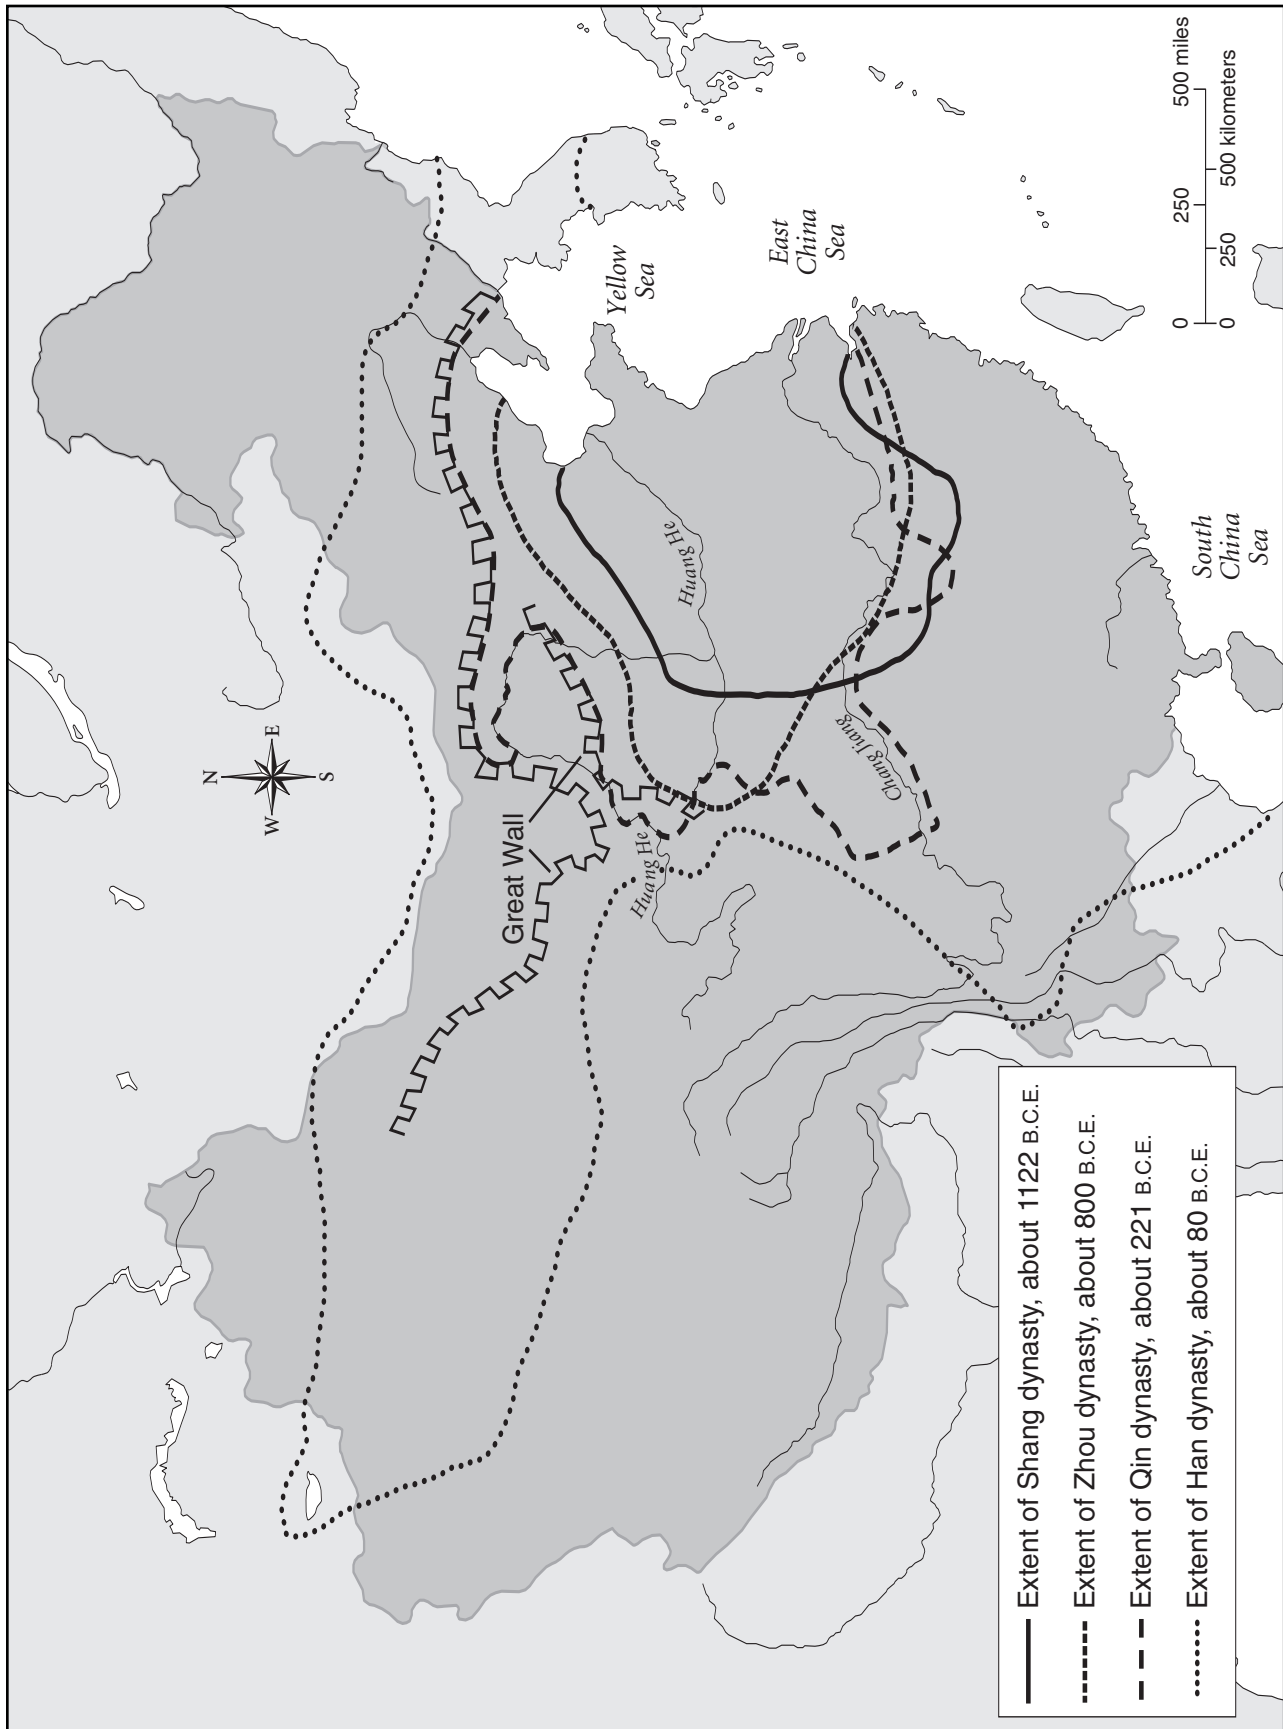 N
W
E
S
Great Wall
Huang He
Huang He
Chang Jiang
Yellow
Sea
East
China
Sea
South
China
Sea
0 250 500 miles
0 250 500 kilometers
Extent of Shang dynasty, about 1122 B.C.E.
Extent of Zhou dynasty, about 800 B.C.E.
Extent of Qin dynasty, about 221 B.C.E.
Extent of Han dynasty, about 80 B.C.E.